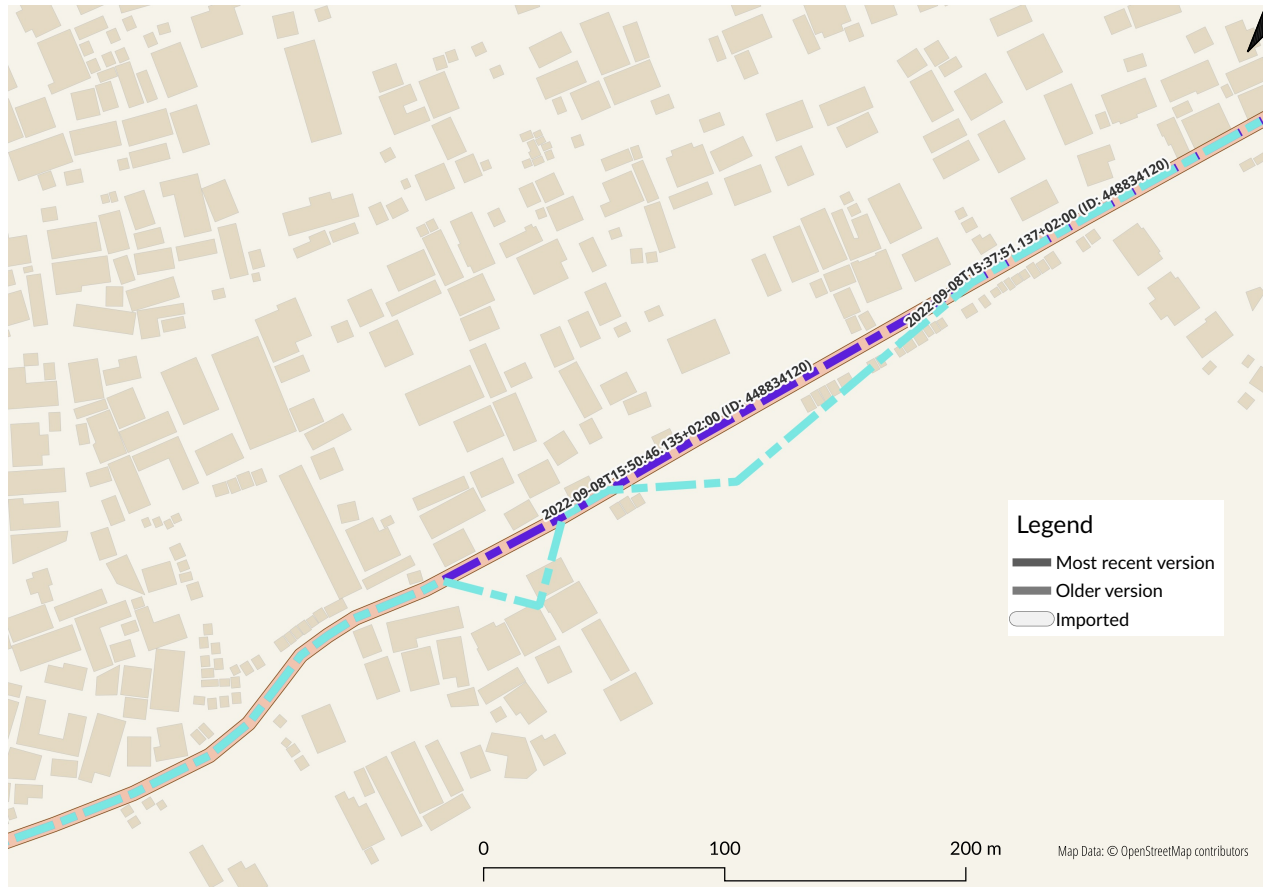 2022-09-08T15:37:51.137+02:00 (ID: 448834120)
2022-09-08T15:50:46.135+02:00 (ID: 448834120)
Legend
Most recent version
Older version
Imported
0 100 200 m
Map Data: © OpenStreetMap contributors